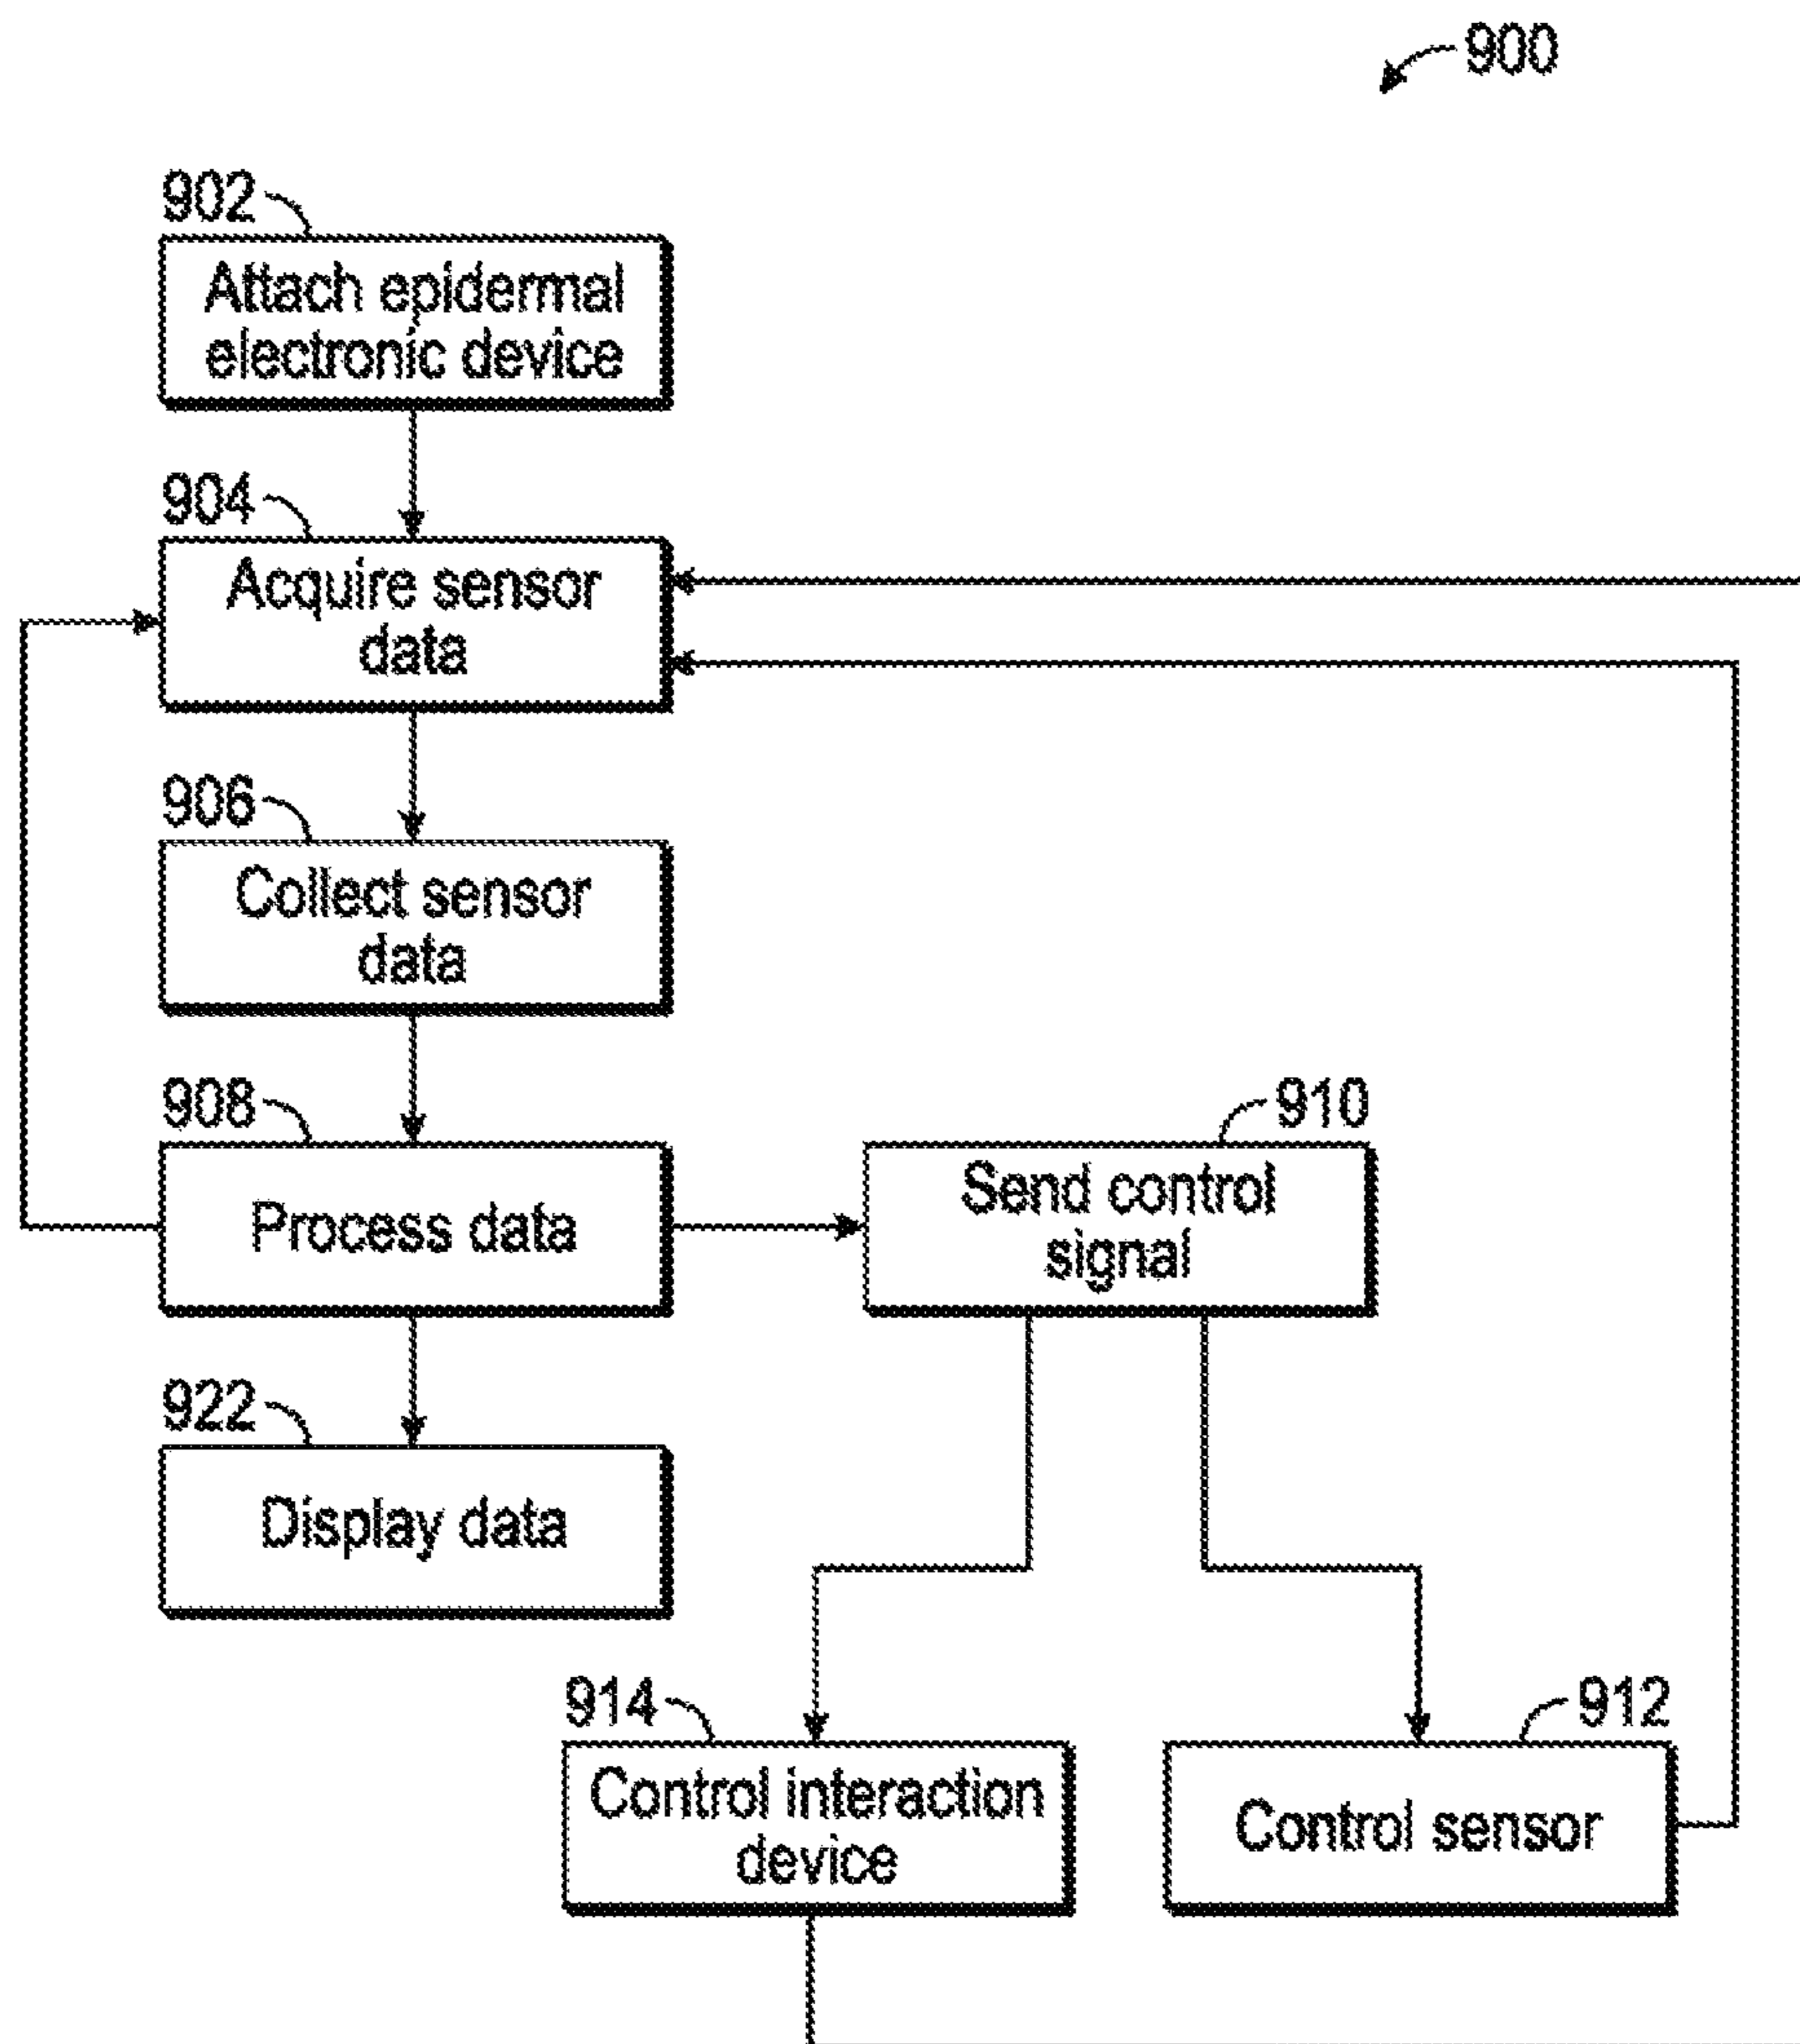 900
902
Attach epidermal
electronic device
904
Acquire sensor
data
906
Collect sensor
data
908
Process data
910
Send control
signal
922
Display data
914
Control interaction
device
912
Control sensor